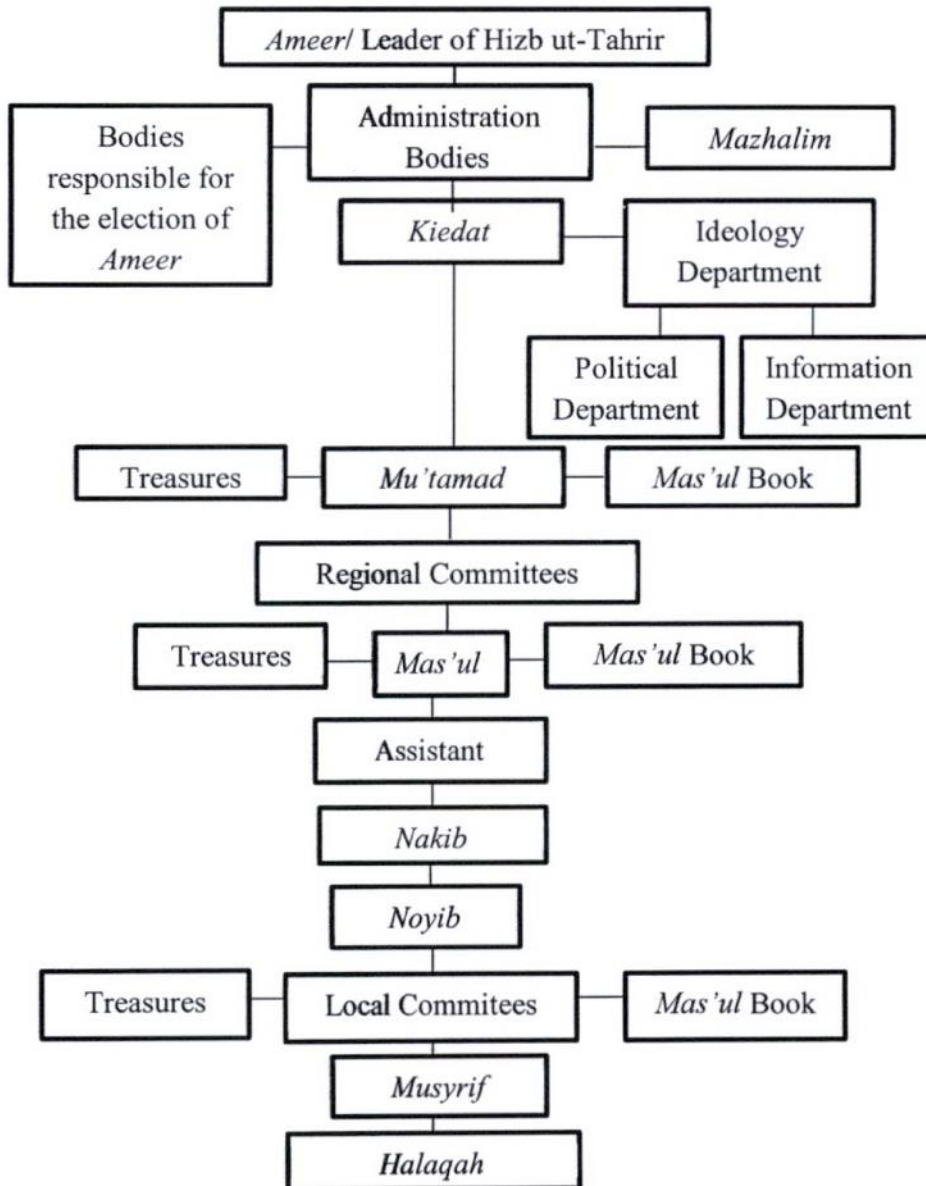 Ameer/ Leader of Hizb ut-Tahrir
Bodies
responsible for
the election of
Ameer
Administration
Bodies
Mazhalim
Kiedat
Ideology
Department
Political
Department
Information
Department
Treasures
Mu'tamad
Mas'ul Book
Regional Committees
Treasures
Mas'ul
Mas'ul Book
Assistant
Nakib
Noyib
Treasures
Local Commitees
Mas'ul Book
Musyrif
Halaqah